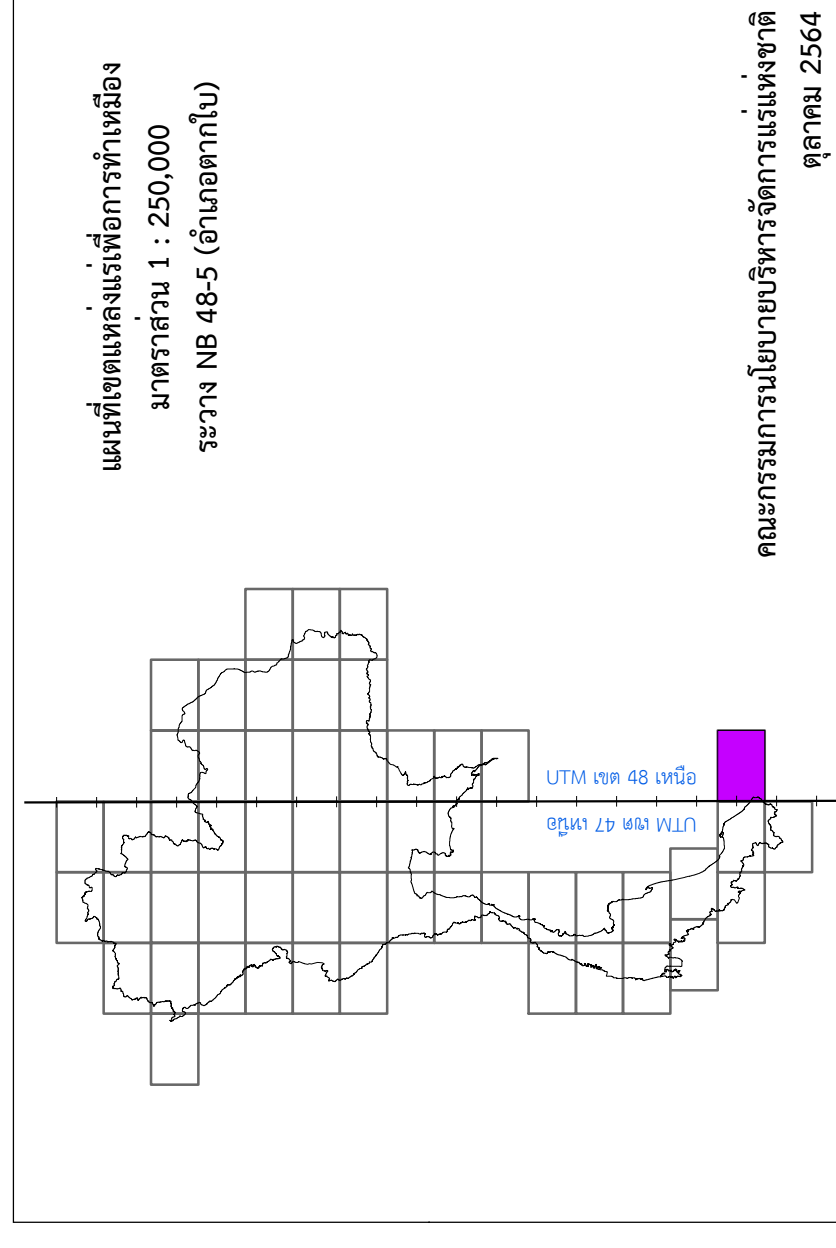 แผนที่เขตแหล่งแร่เพื่อการทำเหมือง
มาตราส่วน 1 : 250,000
ระวาง NB 48-5 (อำเภอตากใบ)
UTM เขต 48 เหนือ
UTM เขต 47 เหนือ
คณะกรรมการนโยบายบริหารจัดการแร่แห่งชาติ
ตุลาคม 2564